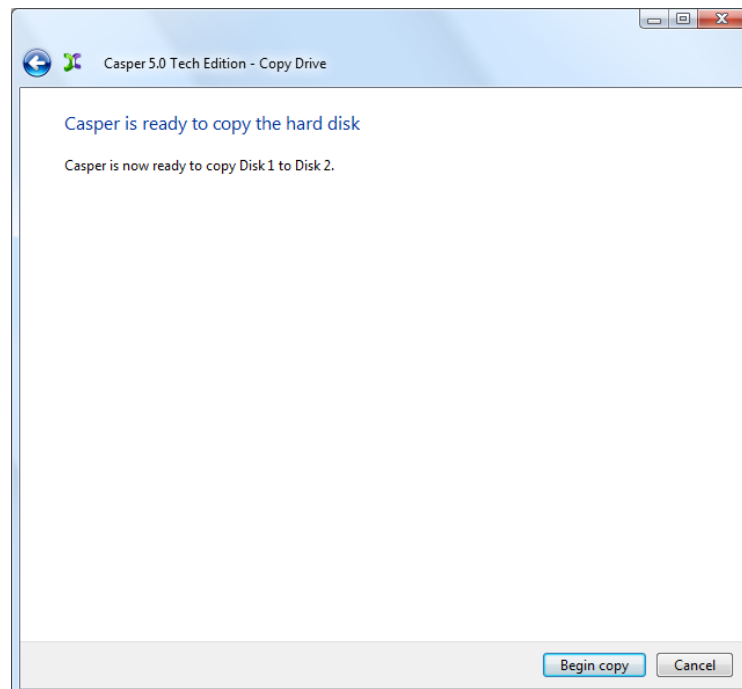 Casper 5.0 Tech Edition - Copy Drive
Casper is ready to copy the hard disk
Casper is now ready to copy Disk 1 to Disk 2.
Begin copy Cancel